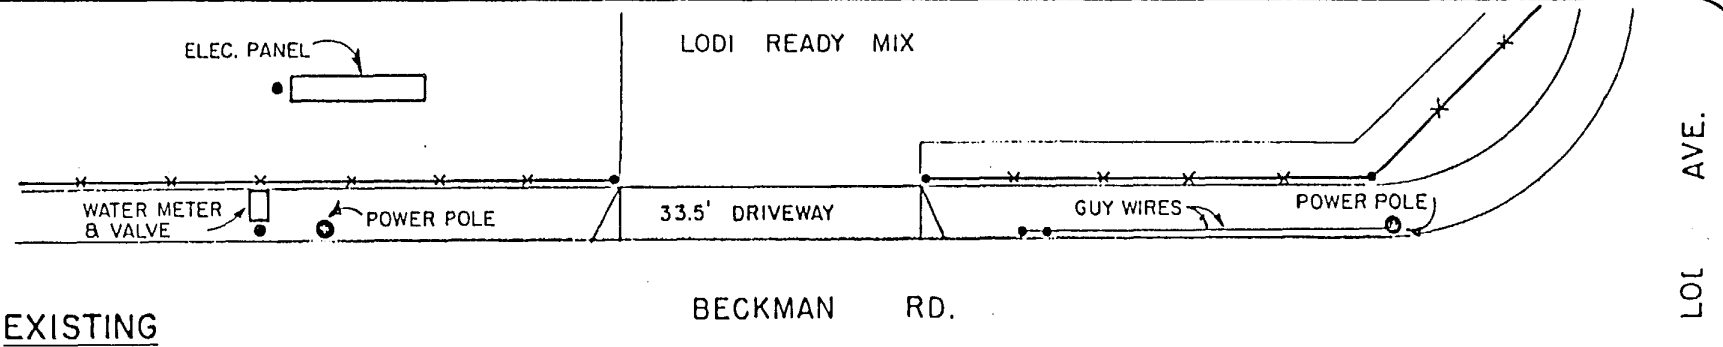 ELEC. PANEL
LODI READY MIX
WATER METER
& VALVE
POWER POLE
33.5' DRIVEWAY
GUY WIRES
POWER POLE
BECKMAN RD.
AVE.
EXISTING